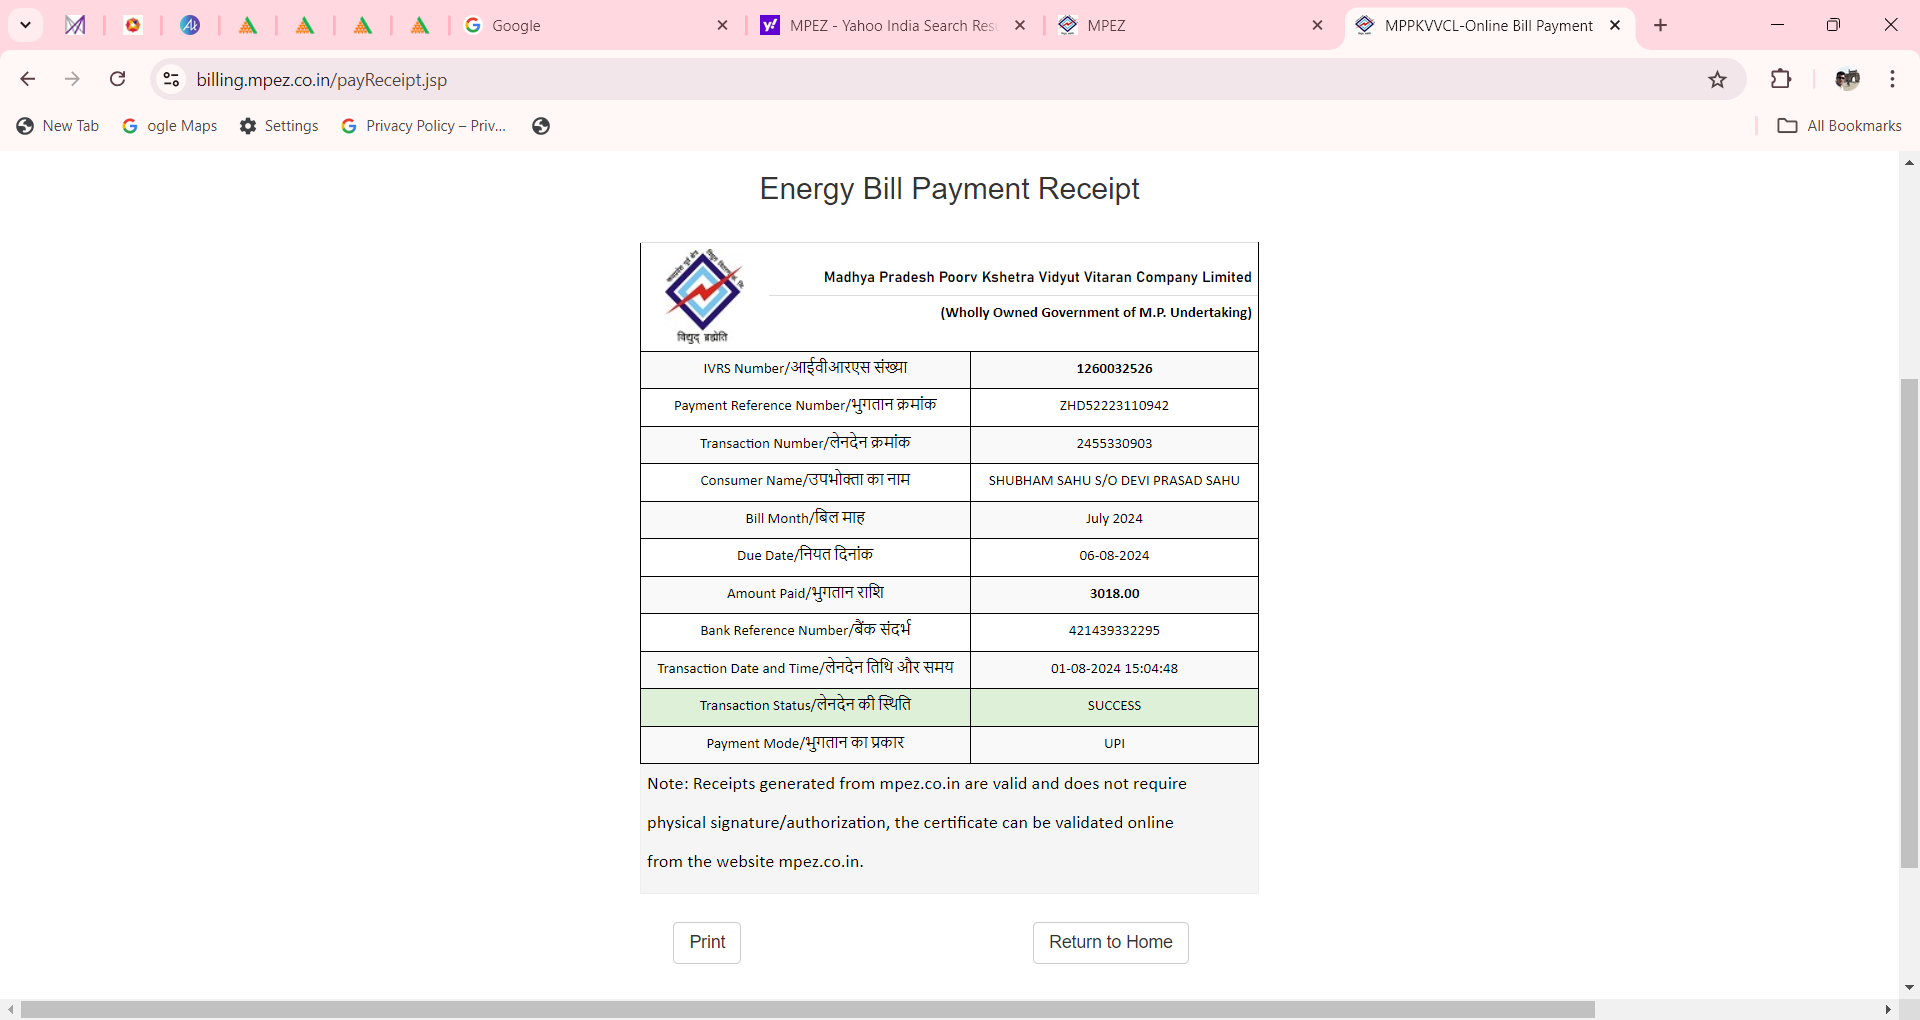 Google
MPEZ - Yahoo India Search Res
MPEZ
MPPKVVCL-Online Bill Payment
billing.mpez.co.in/payReceipt.jsp
New Tab
ogle Maps
Settings
Privacy Policy – Priv...
All Bookmarks
Energy Bill Payment Receipt
Madhya Pradesh Poorv Kshetra Vidyut Vitaran Company Limited
(Wholly Owned Government of M.P. Undertaking)
IVRS Number/आईवीआरएस संख्या 1260032526
Payment Reference Number/भुगतान क्रमांक ZHD52223110942
Transaction Number/लेनदेन क्रमांक 2455330903
Consumer Name/उपभोक्ता का नाम SHUBHAM SAHU S/O DEVI PRASAD SAHU
Bill Month/बिल माह July 2024
Due Date/नियत दिनांक 06-08-2024
Amount Paid/भुगतान राशि 3018.00
Bank Reference Number/बैंक संदर्भ 421439332295
Transaction Date and Time/लेनदेन तिथि और समय 01-08-2024 15:04:48
Transaction Status/लेनदेन की स्थिति SUCCESS
Payment Mode/भुगतान का प्रकार UPI
Note: Receipts generated from mpez.co.in are valid and does not require
physical signature/authorization, the certificate can be validated online
from the website mpez.co.in.
Print
Return to Home